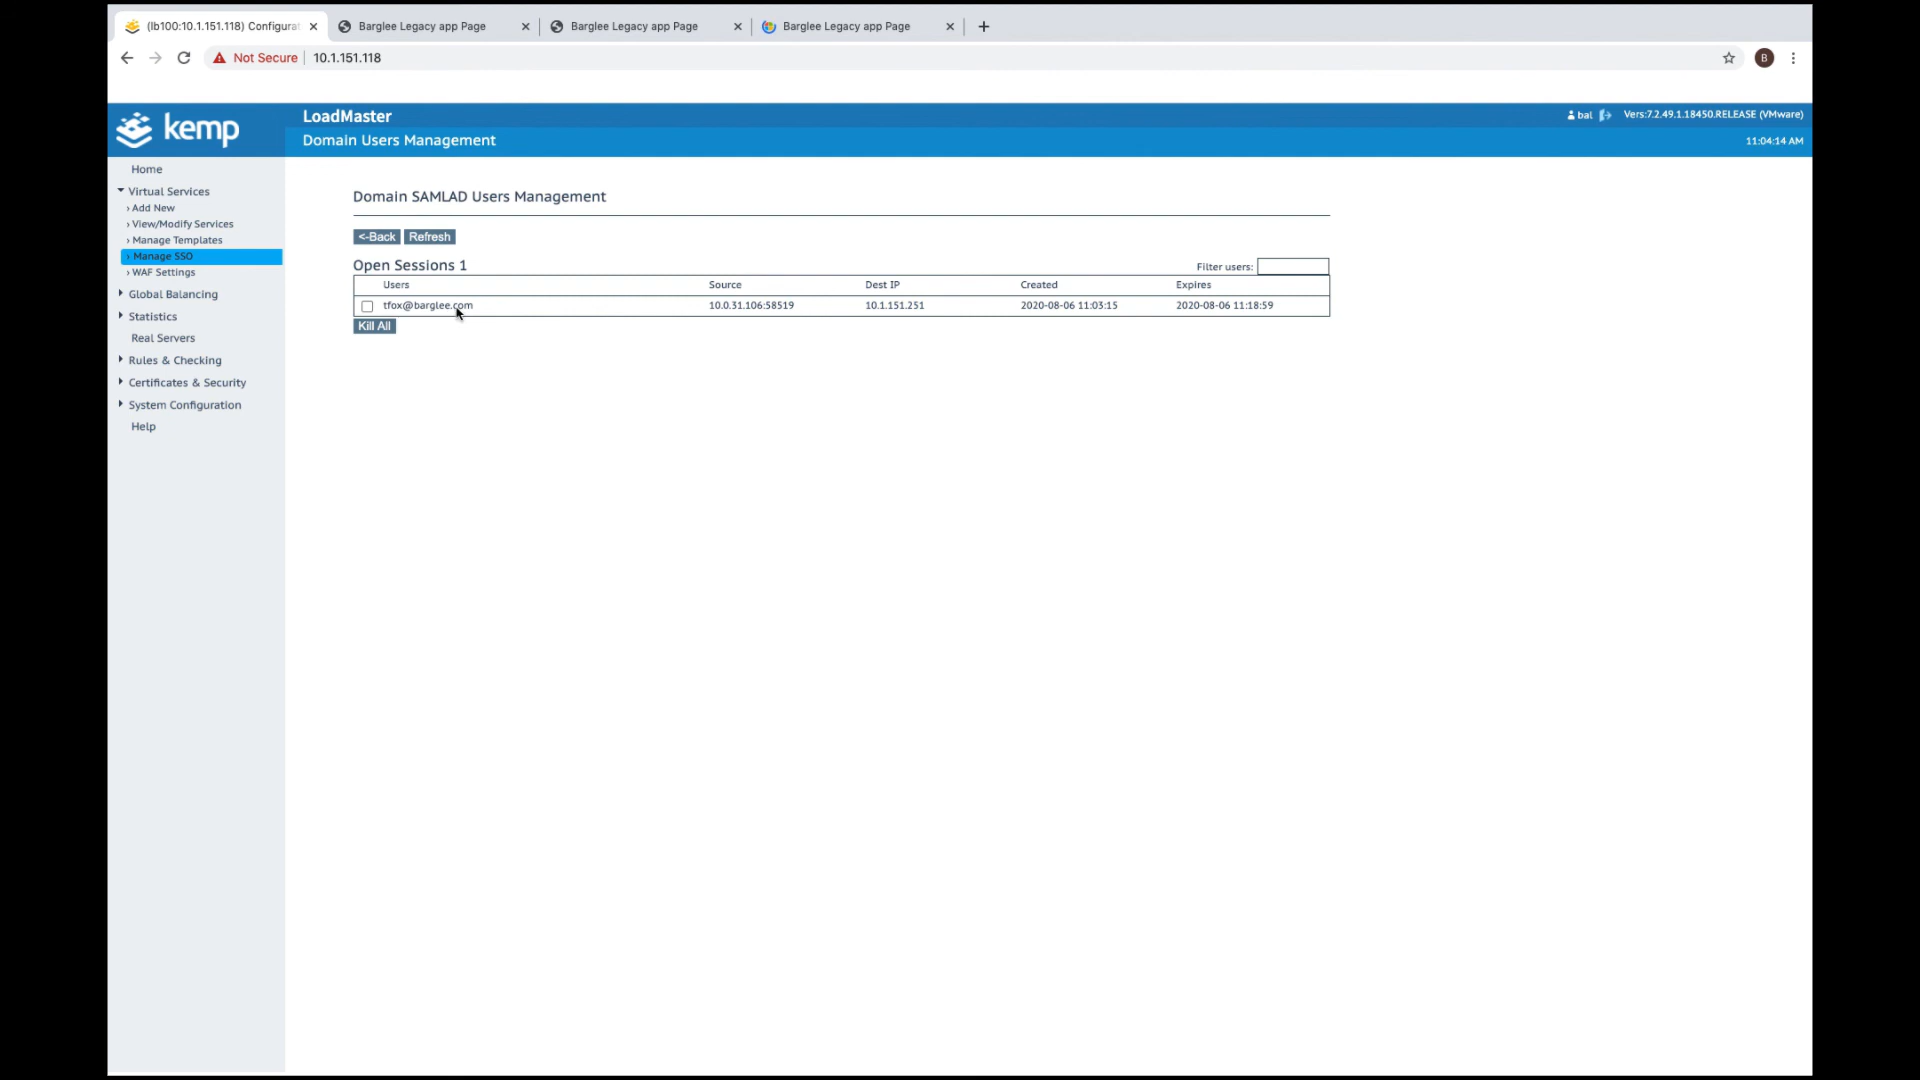 (lb100:10.1.151.118) Configurat
Barglee Legacy app Page
Barglee Legacy app Page
Barglee Legacy app Page
Not Secure 10.1.151.118
B
kemp
LoadMaster
Domain Users Management
bal Vers:7.2.49.1.18450.RELEASE (VMware)
11:04:14 AM
Home
Virtual Services
Add New
View/Modify Services
Manage Templates
Manage SSO
WAF Settings
Global Balancing
Statistics
Real Servers
Rules & Checking
Certificates & Security
System Configuration
Help
Domain SAMLAD Users Management
<-Back Refresh
Open Sessions 1 Filter users:
Users Source Dest IP Created Expires
tfox@barglee.com 10.0.31.106:58519 10.1.151.251 2020-08-06 11:03:15 2020-08-06 11:18:59
Kill All